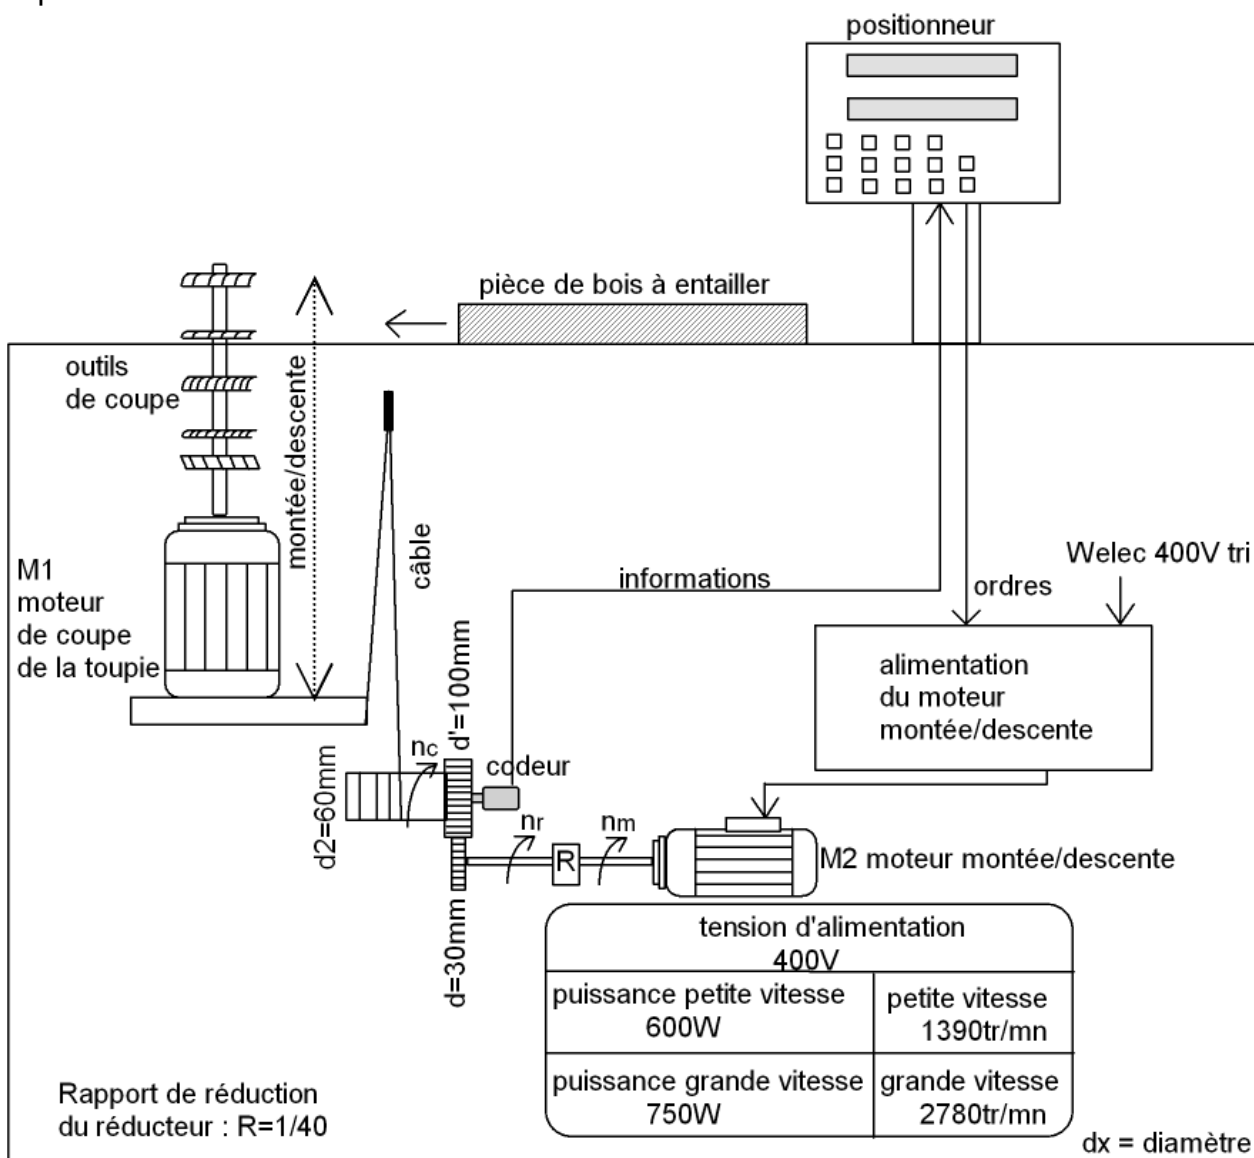 positionneur
pièce de bois à entailler
outils
de coupe
montée/descente
câble
M1
moteur
de coupe
de la toupie
informations
ordres
Welec 400V tri
alimentation
du moteur
montée/descente
d'=100mm
nc
codeur
d2=60mm
nr
nm
R
M2 moteur montée/descente
d=30mm
tension d'alimentation
400V
puissance petite vitesse
600W
petite vitesse
1390tr/mn
puissance grande vitesse
750W
grande vitesse
2780tr/mn
Rapport de réduction
du réducteur : R=1/40
dx = diamètre